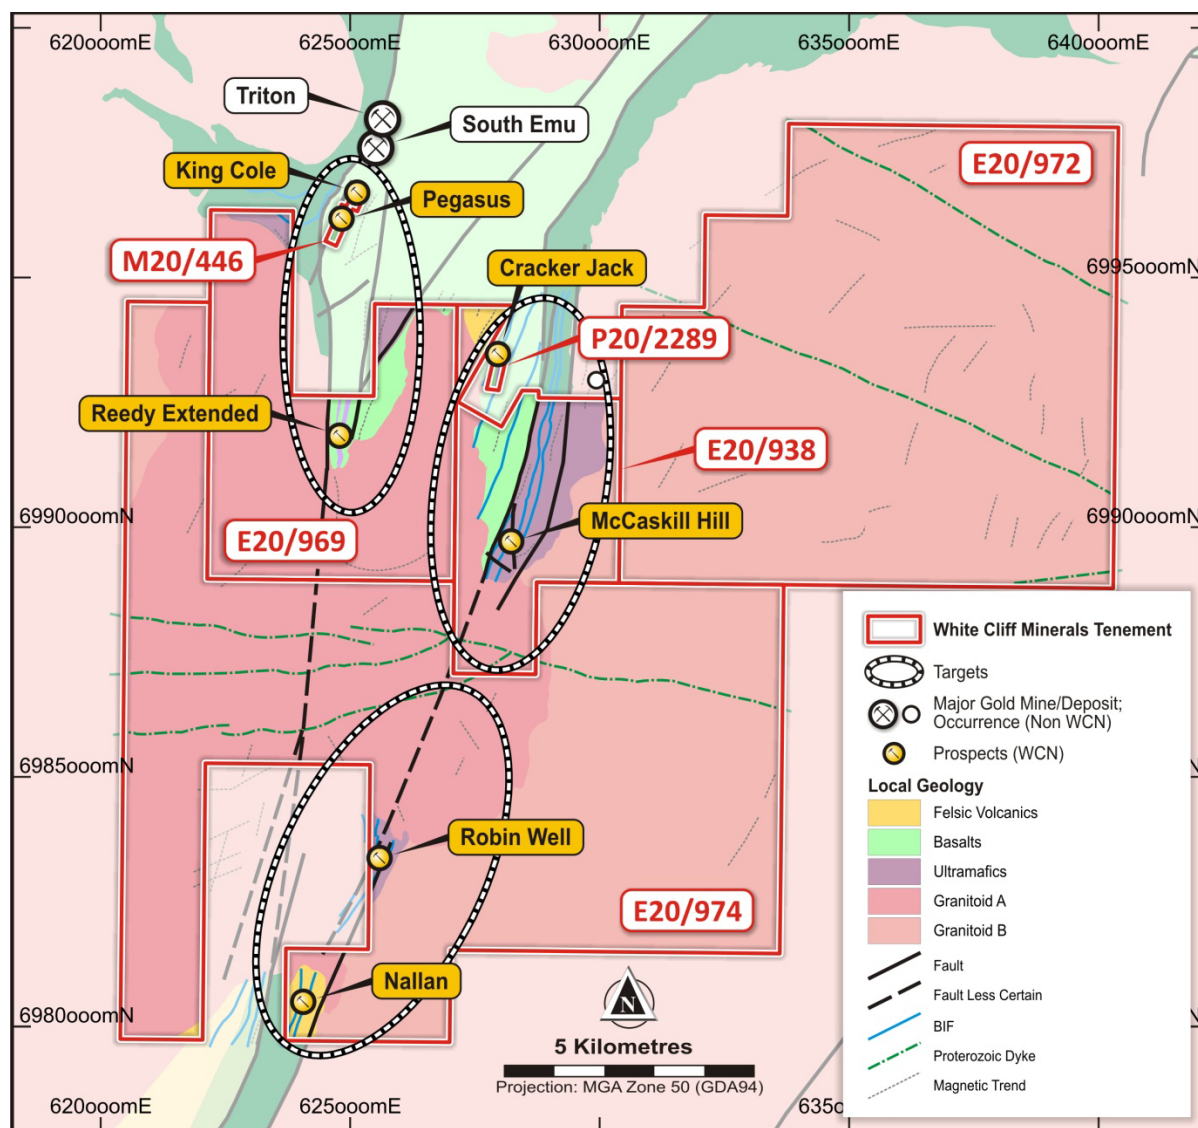 620000mE 625000mE 630000mE 635000mE 640000mE
Triton
South Emu
King Cole
Pegasus
E20/972
M20/446
Cracker Jack
6995000mN
6995000mN
P20/2289
Reedy Extended
E20/938
McCaskill Hill
6990000mN
6990000mN
E20/969
White Cliff Minerals Tenement
Targets
Major Gold Mine/Deposit;
Occurrence (Non WCN)
Prospects (WCN)
Local Geology
Felsic Volcanics
Basalts
Ultramafics
Granitoid A
Granitoid B
Fault
Fault Less Certain
BIF
Proterozoic Dyke
Magnetic Trend
6985000mN
Robin Well
E20/974
Nallan
6980000mN
N
5 Kilometres
Projection: MGA Zone 50 (GDA94)
620000mE 625000mE 630000mE 635